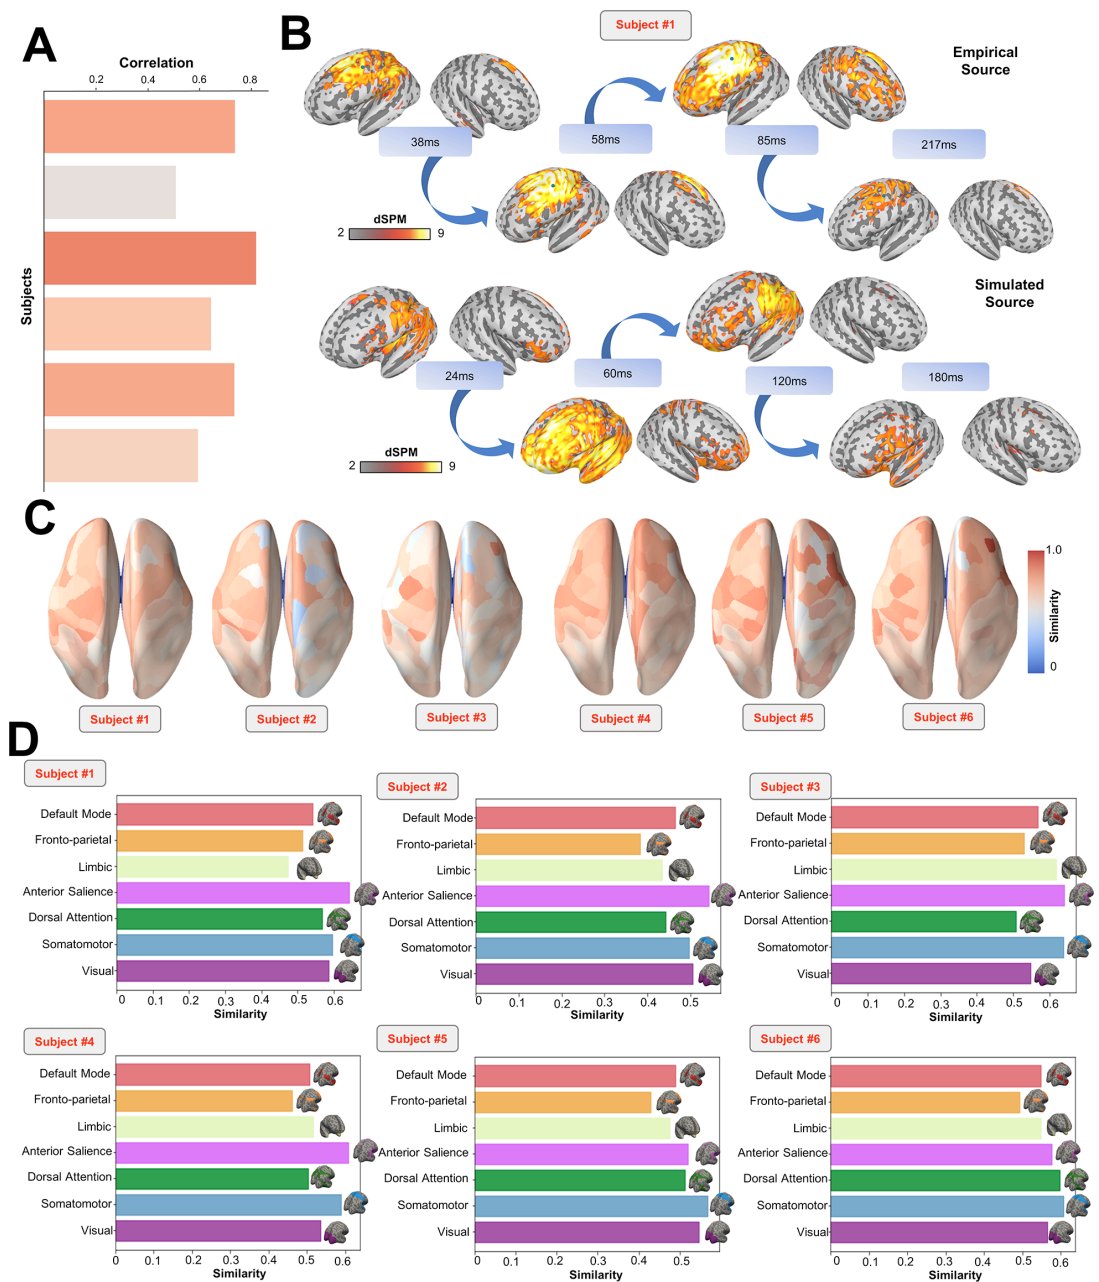 A
Correlation
0.2
0.4
0.6
0.8
Subjects
B
Subject #1
Empirical
Source
38ms
58ms
85ms
217ms
dSPM
2
9
Simulated
Source
24ms
60ms
120ms
180ms
dSPM
2
9
C
1.0
Similarity
0
Subject #1
Subject #2
Subject #3
Subject #4
Subject #5
Subject #6
D
Subject #1
Default Mode
Fronto-parietal
Limbic
Anterior Salience
Dorsal Attention
Somatomotor
Visual
0 0.1 0.2 0.3 0.4 0.5 0.6
Similarity
Subject #2
Default Mode
Fronto-parietal
Limbic
Anterior Salience
Dorsal Attention
Somatomotor
Visual
0 0.1 0.2 0.3 0.4 0.5
Similarity
Subject #3
Default Mode
Fronto-parietal
Limbic
Anterior Salience
Dorsal Attention
Somatomotor
Visual
0 0.1 0.2 0.3 0.4 0.5 0.6
Similarity
Subject #4
Default Mode
Fronto-parietal
Limbic
Anterior Salience
Dorsal Attention
Somatomotor
Visual
0 0.1 0.2 0.3 0.4 0.5 0.6
Similarity
Subject #5
Default Mode
Fronto-parietal
Limbic
Anterior Salience
Dorsal Attention
Somatomotor
Visual
0 0.1 0.2 0.3 0.4 0.5
Similarity
Subject #6
Default Mode
Fronto-parietal
Limbic
Anterior Salience
Dorsal Attention
Somatomotor
Visual
0 0.1 0.2 0.3 0.4 0.5 0.6
Similarity